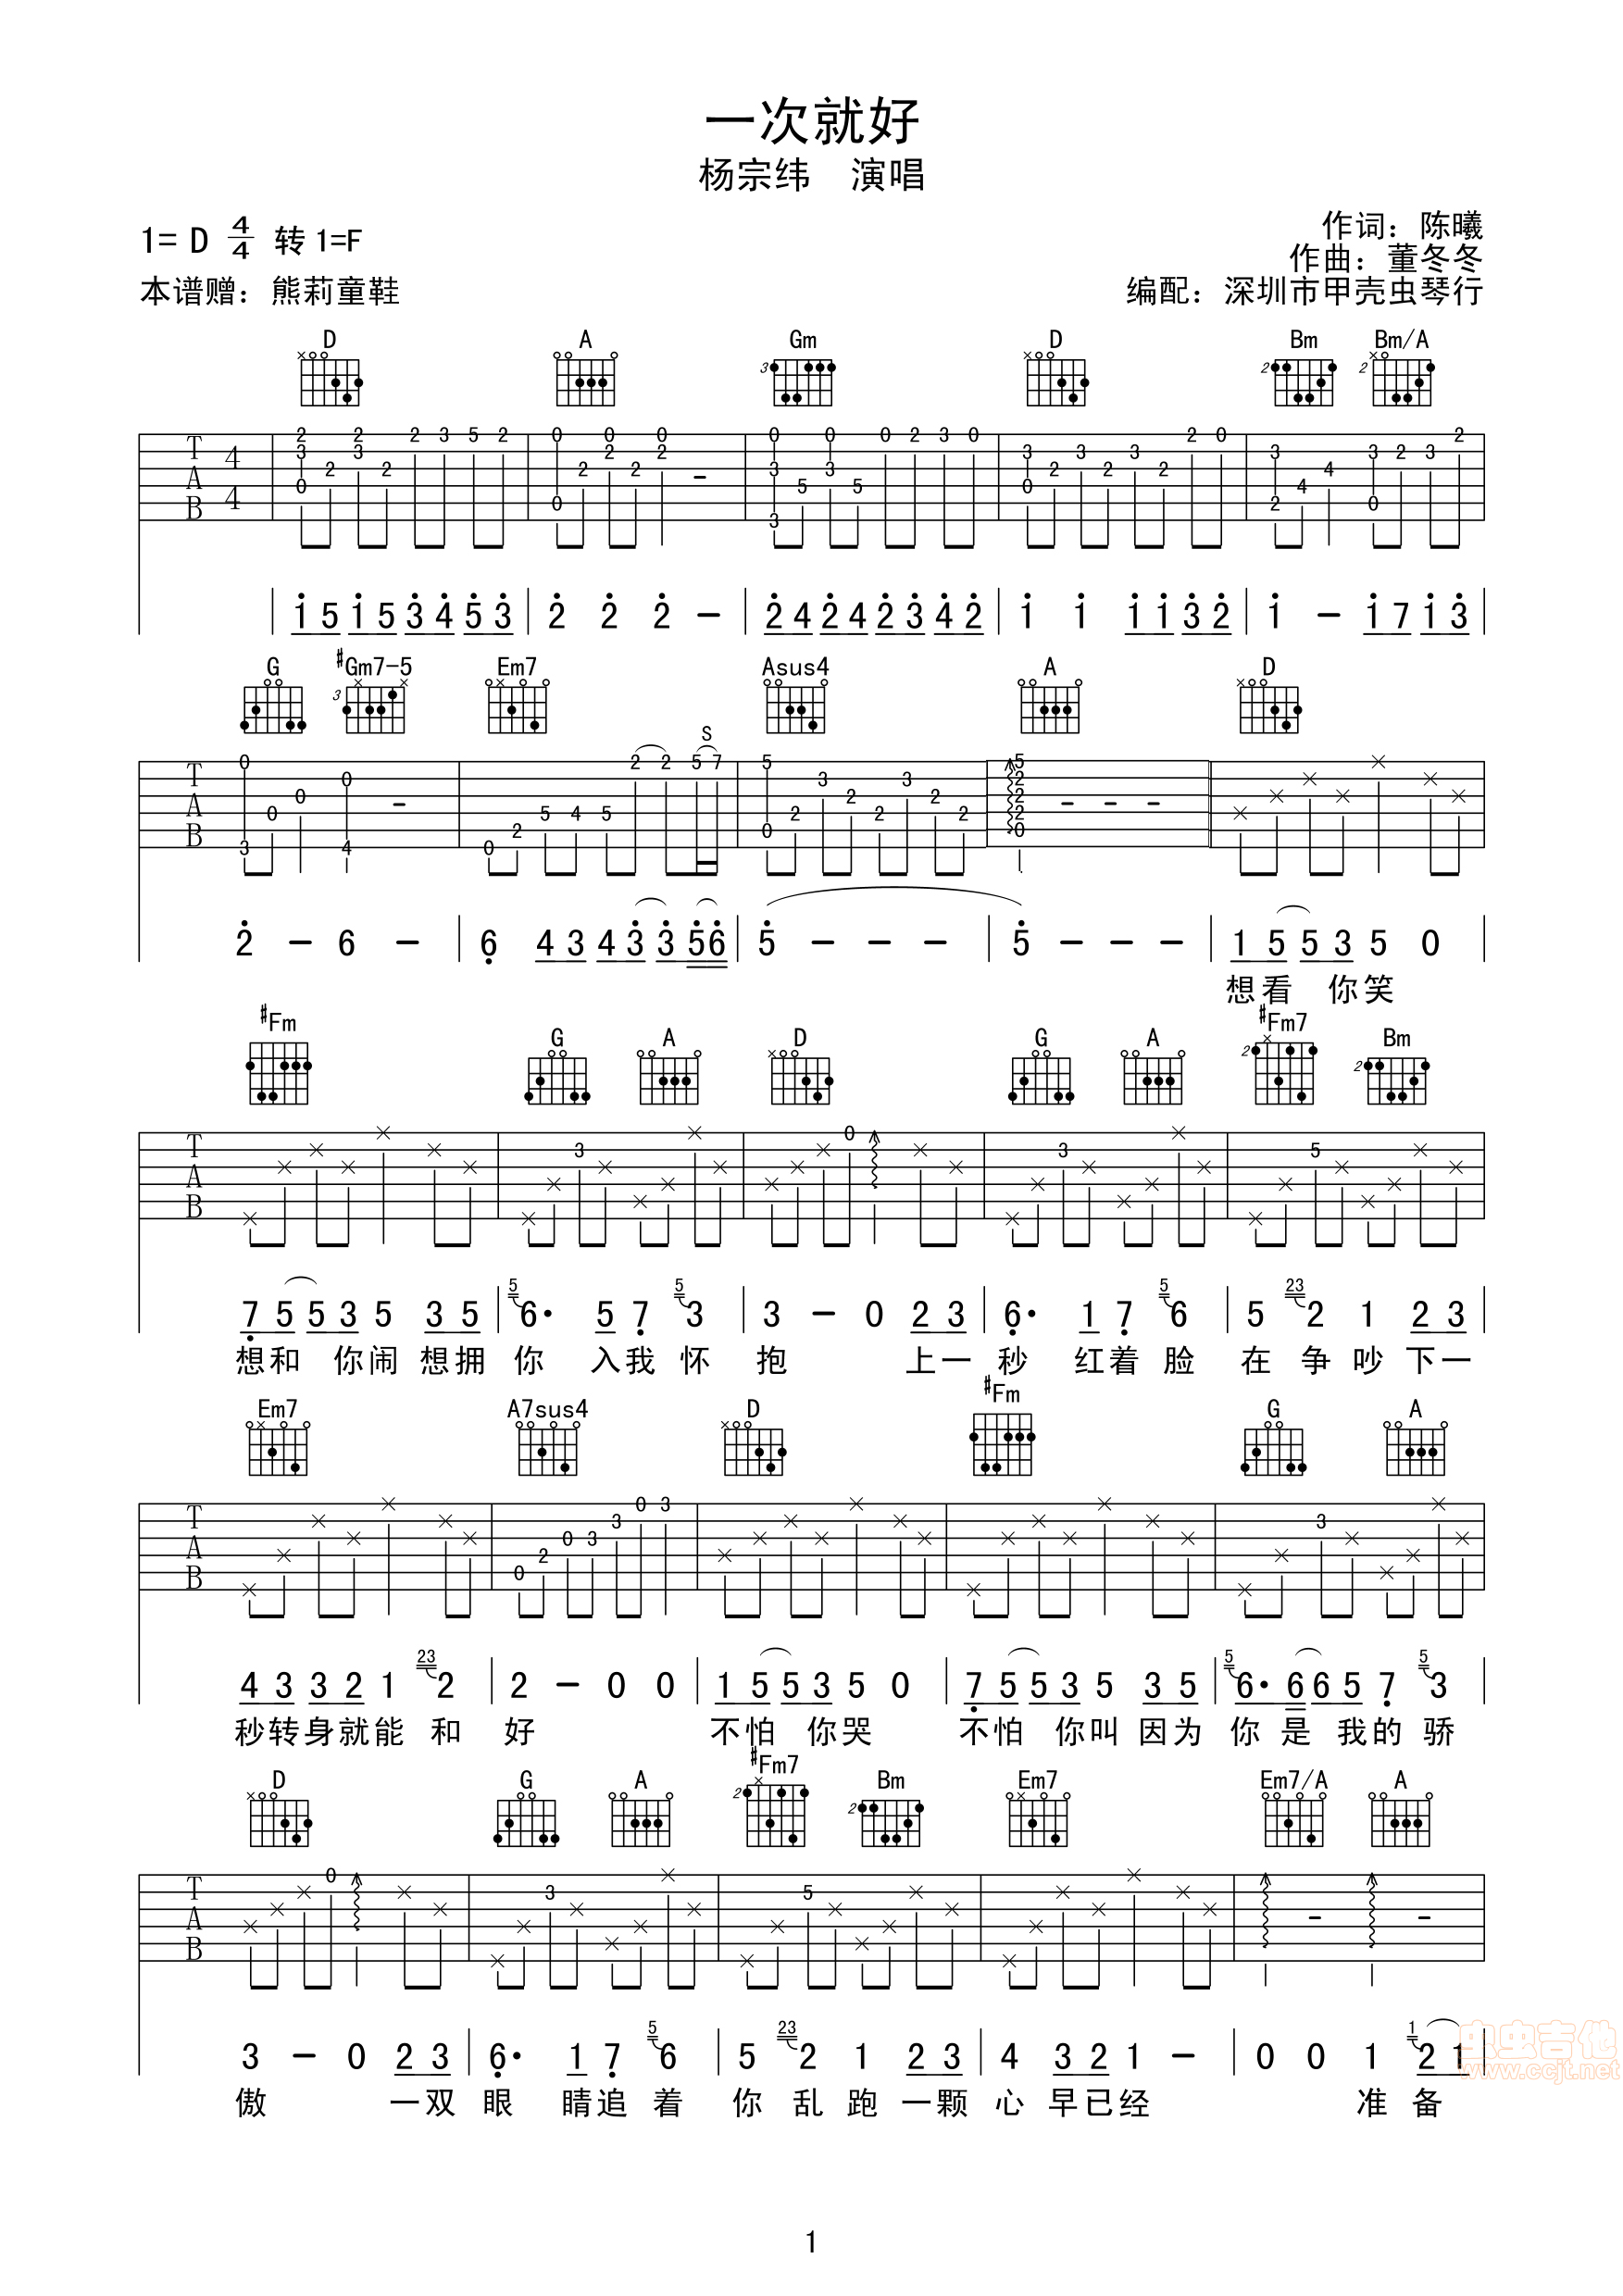 一次就好
杨宗纬 演唱
1= D 4/4 转 1=F
作词：陈曦
作曲：董冬冬
本谱赠：熊莉童鞋
编配：深圳市甲壳虫琴行
D A Gm D Bm Bm/A
G #Gm7-5 Em7 Asus4 A D
S
想看 你笑
#Fm G A D G A #Fm7 Bm
想和 你闹 想拥 你 入我 怀 抱 上一 秒 红着 脸 在 争 吵 下一
Em7 A7sus4 D #Fm G A
秒转身就能 和 好 不怕 你哭 不怕 你叫 因为 你 是 我的 骄
D G A #Fm7 Bm Em7 Em7/A A
傲 一双 眼 睛追 着 你 乱 跑 一颗 心 早已经 准 备
虫虫吉他
www.ccjt.net
1